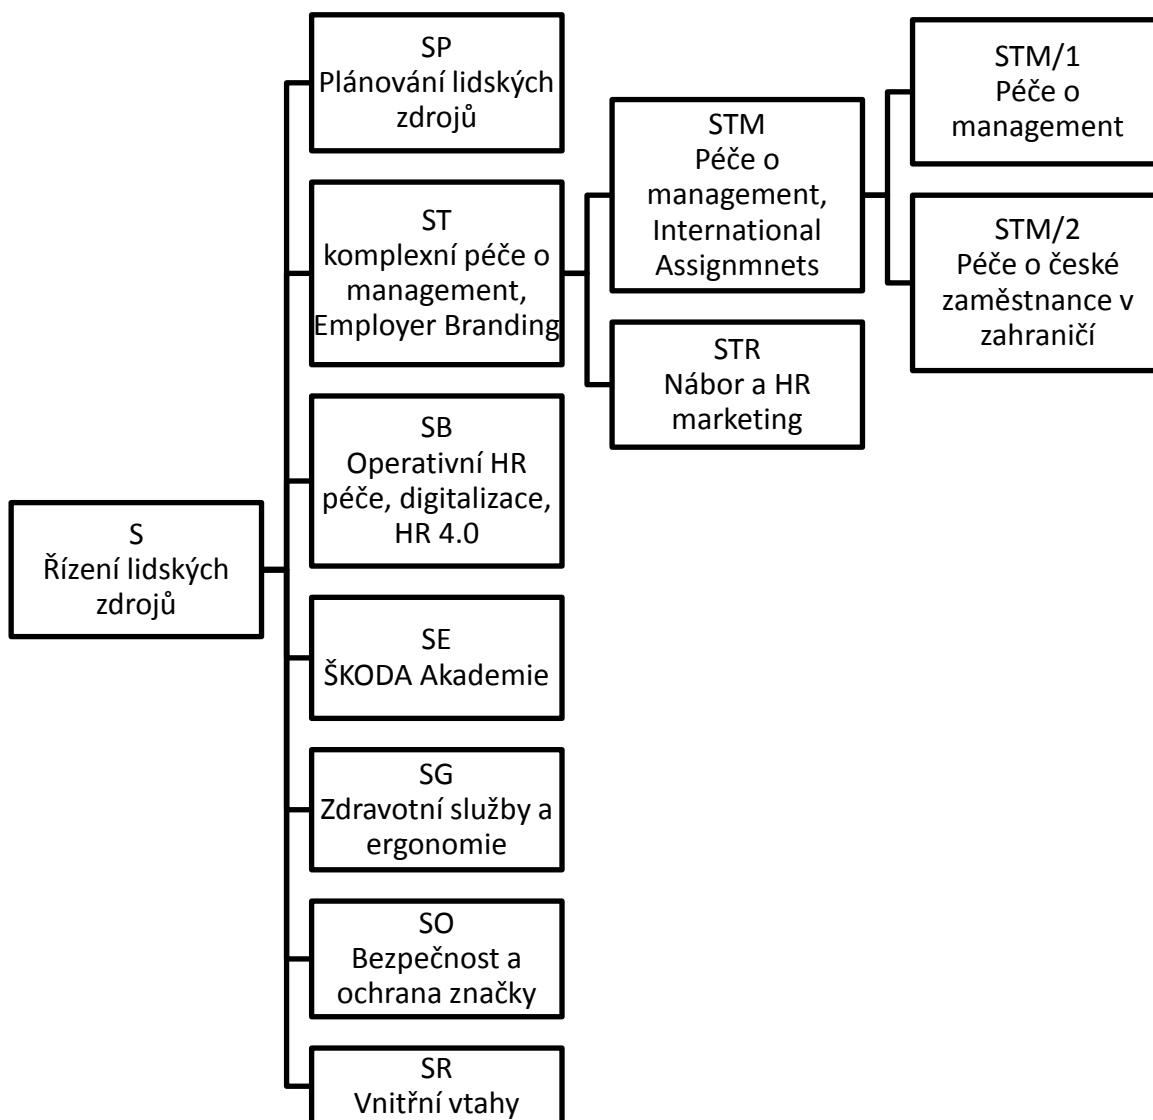 S
Řízení lidských
zdrojů
SP
Plánování lidských
zdrojů
ST
komplexní péče o
management,
Employer Branding
SB
Operativní HR
péče, digitalizace,
HR 4.0
SE
ŠKODA Akademie
SG
Zdravotní služby a
ergonomie
SO
Bezpečnost a
ochrana značky
SR
Vnitřní vtahy
STM
Péče o
management,
International
Assignmnets
STR
Nábor a HR
marketing
STM/1
Péče o
management
STM/2
Péče o české
zaměstnance v
zahraničí